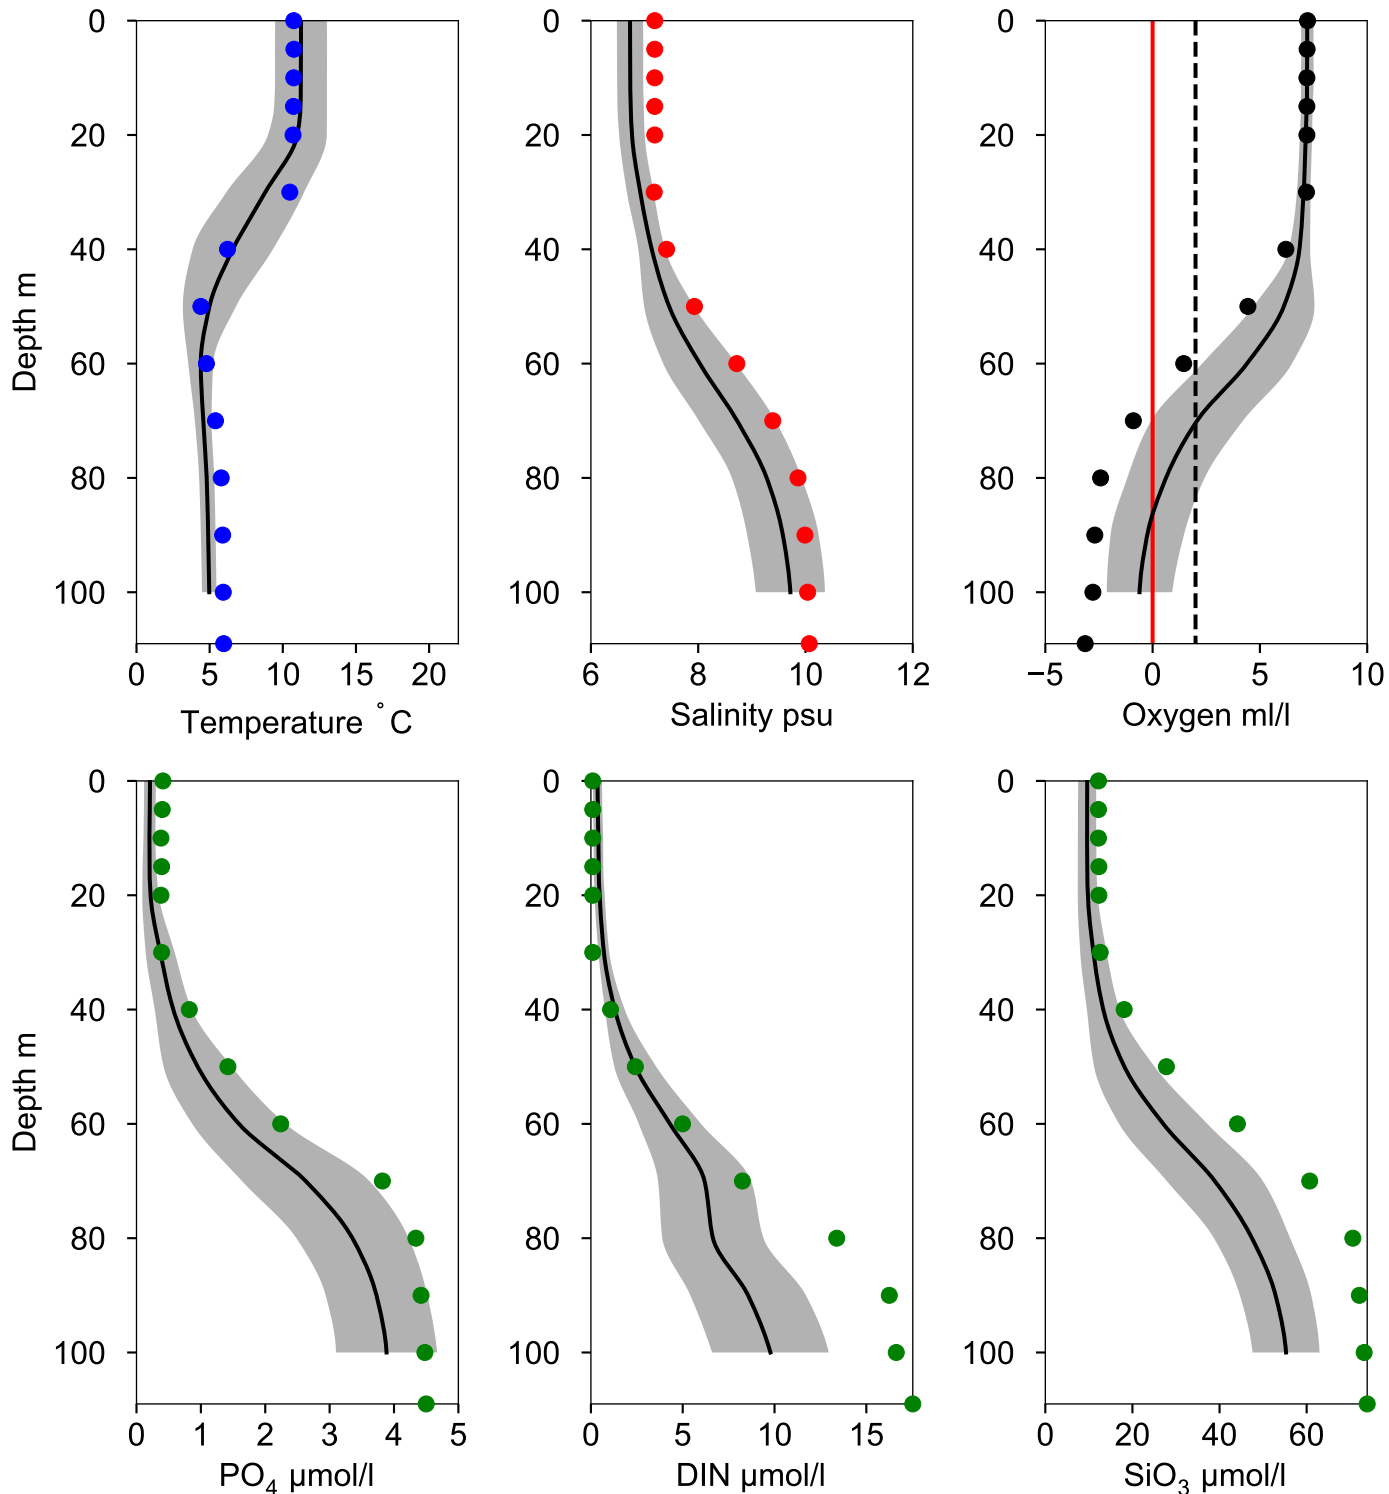 0
20
40
60
80
100
Depth m
0 5 10 15 20
Temperature °C
0
20
40
60
80
100
6 8 10 12
Salinity psu
0
20
40
60
80
100
−5 0 5 10
Oxygen ml/l
0
20
40
60
80
100
Depth m
0 1 2 3 4 5
PO₄ µmol/l
0
20
40
60
80
100
0 5 10 15
DIN µmol/l
0
20
40
60
80
100
0 20 40 60
SiO₃ µmol/l